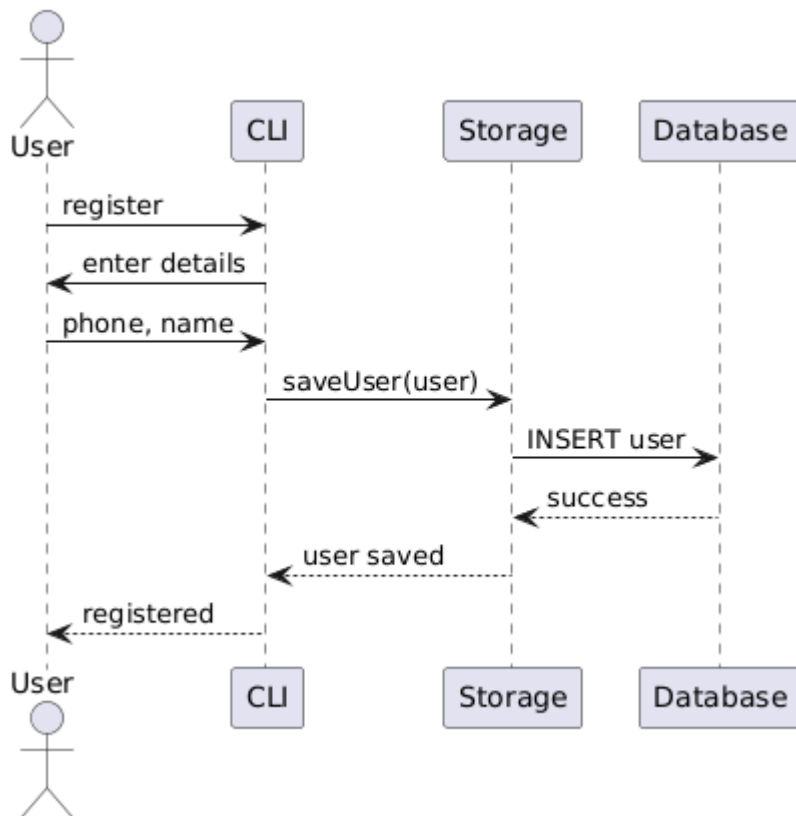 User
CLI
Storage
Database
register
enter details
phone, name
saveUser(user)
INSERT user
success
user saved
registered
User
CLI
Storage
Database